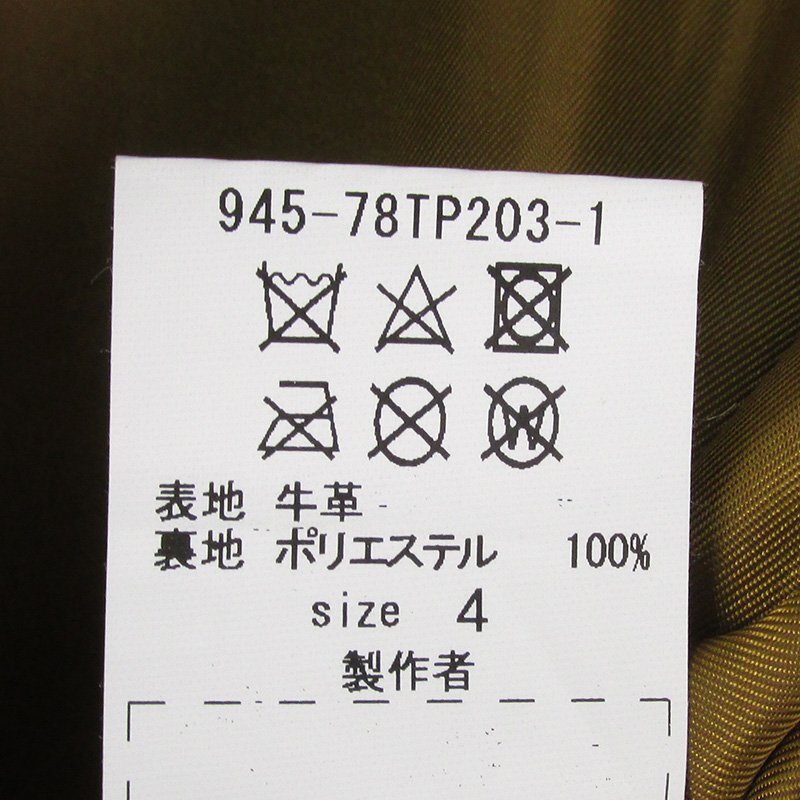 945-78TP203-1
W
表地 牛革
裏地 ポリエステル 100%
size 4
製作者